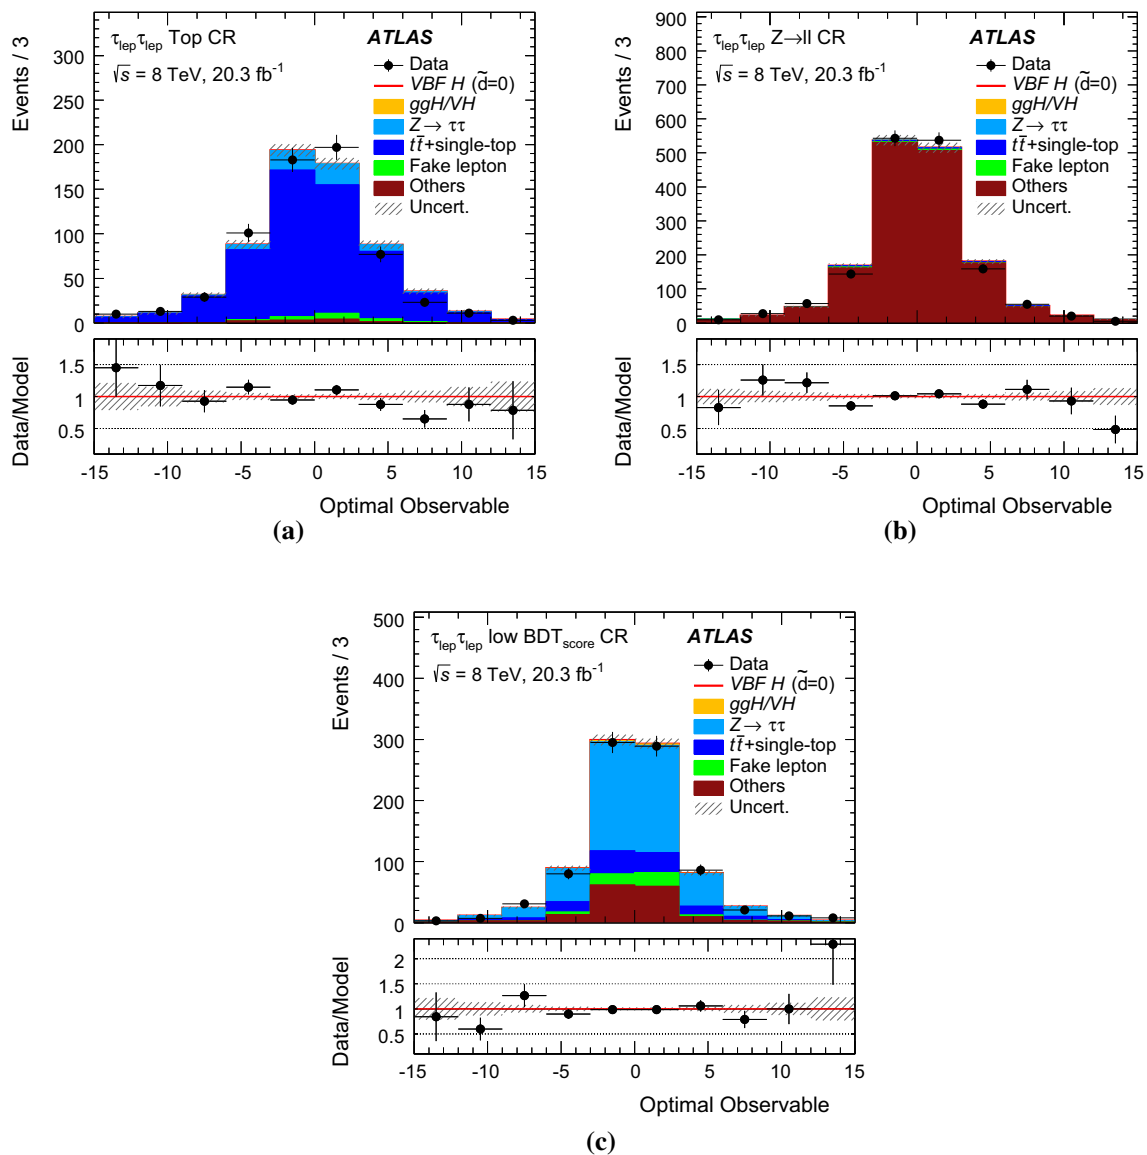 τlepτlep Top CR
ATLAS
√s = 8 TeV, 20.3 fb-1
Data
VBF H (d̃=0)
ggH/VH
Z→ ττ
tt̄+single-top
Fake lepton
Others
Uncert.
Events / 3
350
300
250
200
150
100
50
0
Data/Model
1.5
1
0.5
-15 -10 -5 0 5 10 15
Optimal Observable
(a)
τlepτlep Z→ll CR
ATLAS
√s = 8 TeV, 20.3 fb-1
Data
VBF H (d̃=0)
ggH/VH
Z→ ττ
tt̄+single-top
Fake lepton
Others
Uncert.
Events / 3
900
800
700
600
500
400
300
200
100
0
Data/Model
1.5
1
0.5
-15 -10 -5 0 5 10 15
Optimal Observable
(b)
τlepτlep low BDTscore CR
ATLAS
√s = 8 TeV, 20.3 fb-1
Data
VBF H (d̃=0)
ggH/VH
Z→ ττ
tt̄+single-top
Fake lepton
Others
Uncert.
Events / 3
500
400
300
200
100
0
Data/Model
2
1.5
1
0.5
-15 -10 -5 0 5 10 15
Optimal Observable
(c)